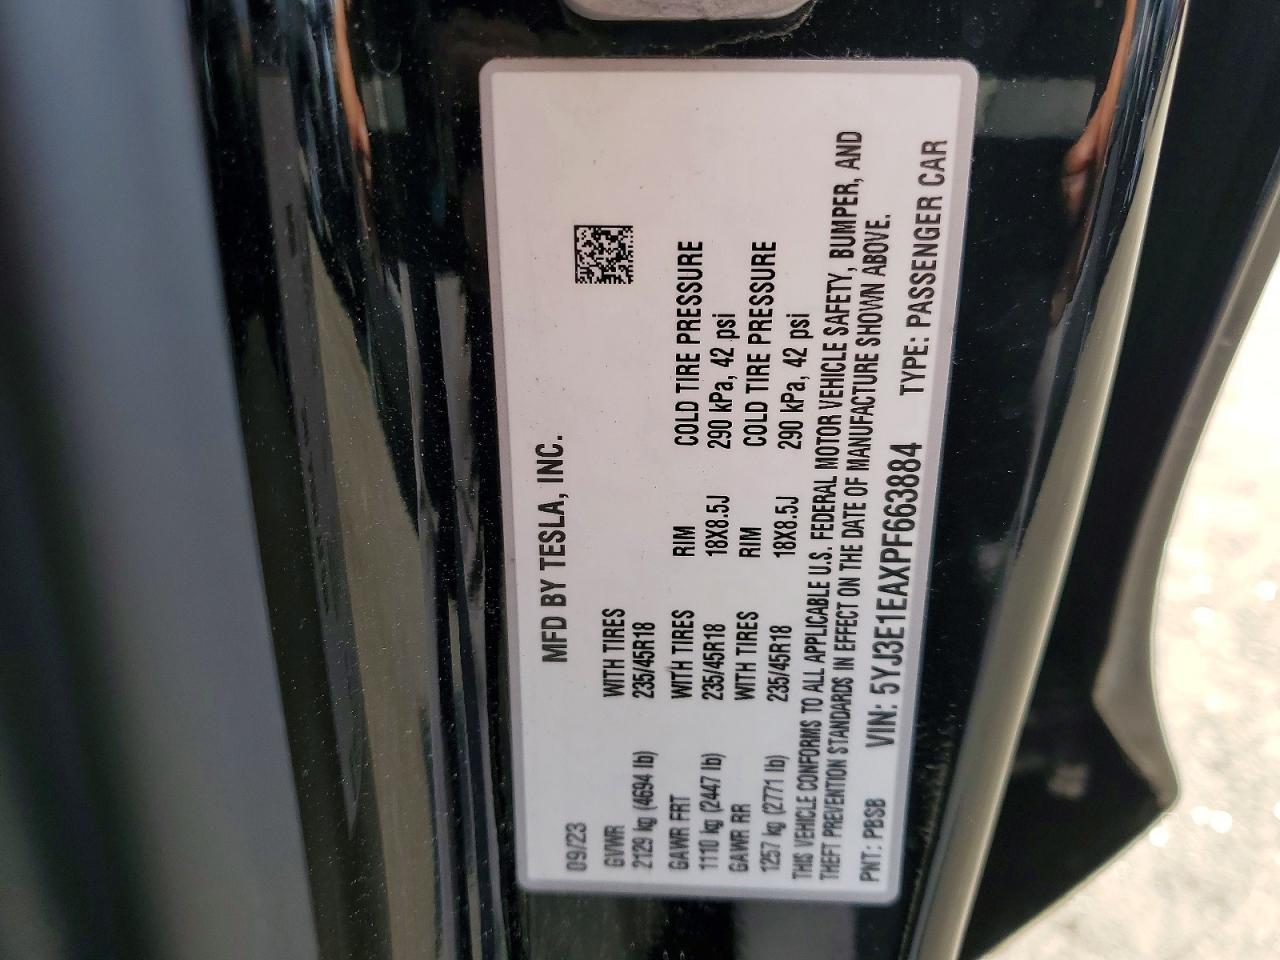 MFD BY TESLA, INC.
09/23
GVWR WITH TIRES
2129 kg (4694 lb) 235/45R18
GAWR FRT WITH TIRES RIM COLD TIRE PRESSURE
1110 kg (2447 lb) 235/45R18 18X8.5J 290 kPa, 42 psi
GAWR RR WITH TIRES RIM COLD TIRE PRESSURE
1257 kg (2771 lb) 235/45R18 18X8.5J 290 kPa, 42 psi
THIS VEHICLE CONFORMS TO ALL APPLICABLE U.S. FEDERAL MOTOR VEHICLE SAFETY, BUMPER, AND
THEFT PREVENTION STANDARDS IN EFFECT ON THE DATE OF MANUFACTURE SHOWN ABOVE.
PNT: PBSB VIN: 5YJ3E1EAXPF663884 TYPE: PASSENGER CAR